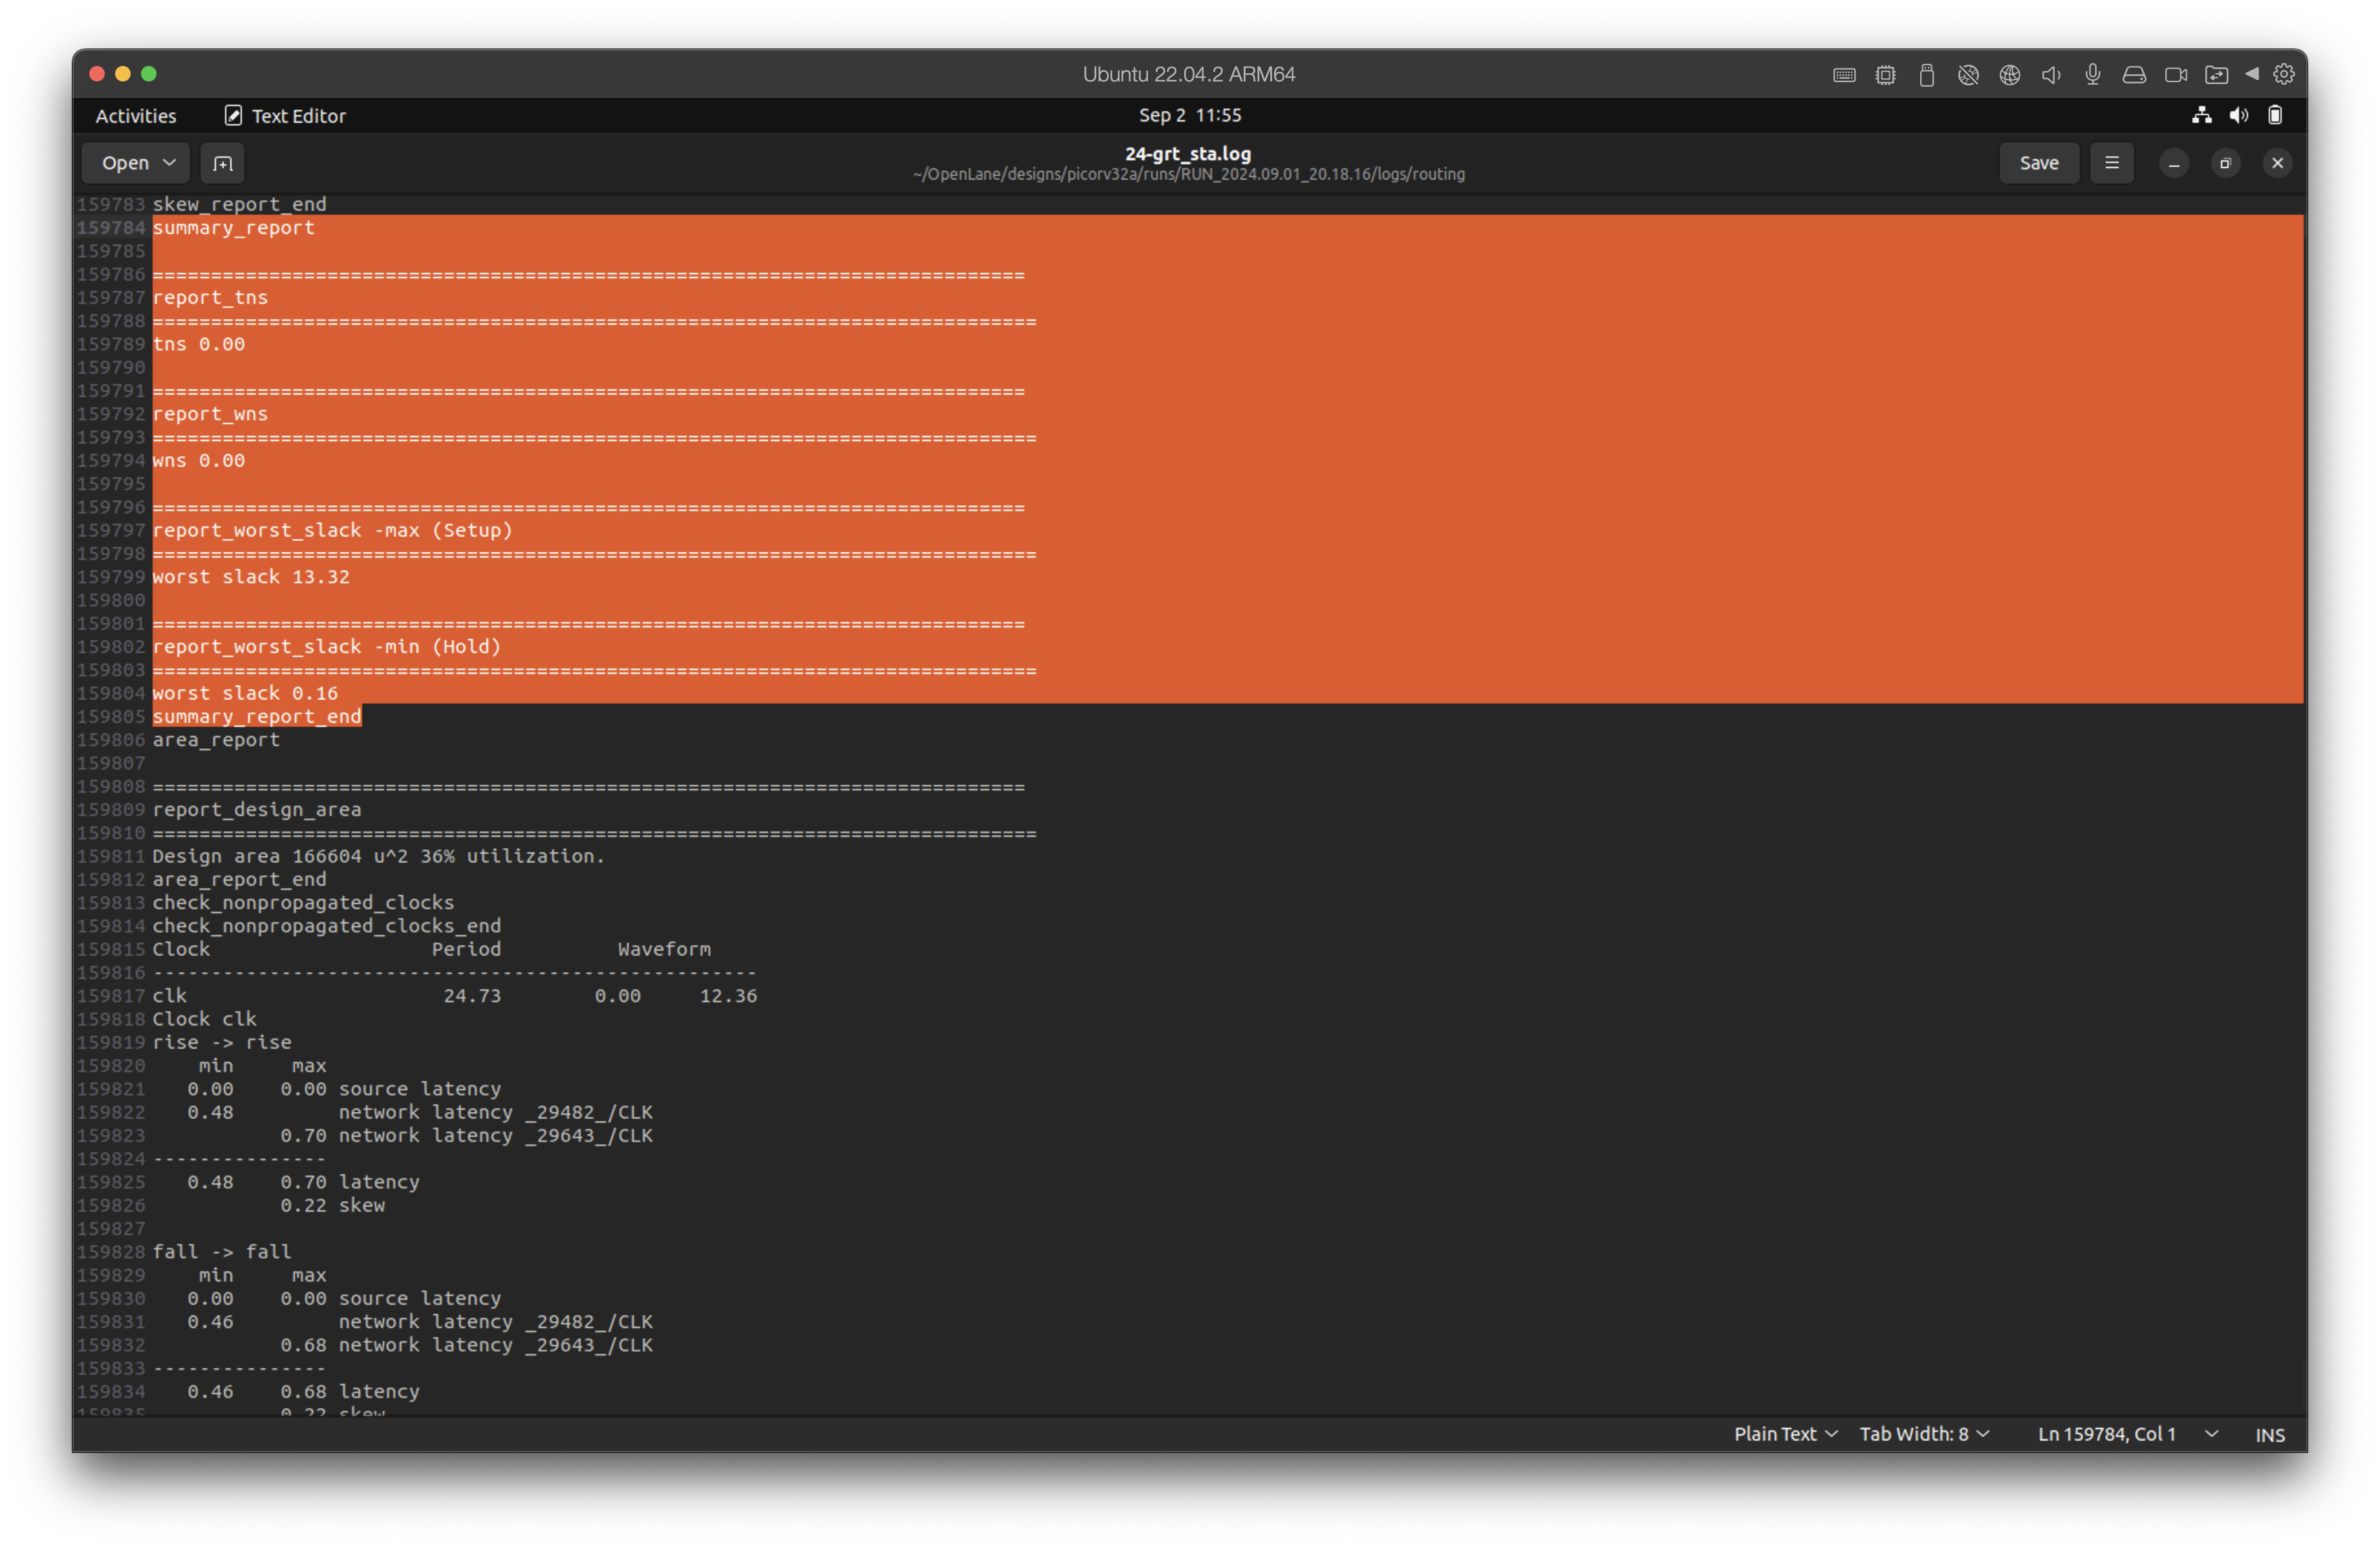 Ubuntu 22.04.2 ARM64
Activities Text Editor Sep 2 11:55
Open 24-grt_sta.log Save
~/OpenLane/designs/picorv32a/runs/RUN_2024.09.01_20.18.16/logs/routing
159783 skew_report_end
159784 summary_report
159785
159786 ===========================================================================
159787 report_tns
159788 ============================================================================
159789 tns 0.00
159790
159791 ===========================================================================
159792 report_wns
159793 ============================================================================
159794 wns 0.00
159795
159796 ===========================================================================
159797 report_worst_slack -max (Setup)
159798 ============================================================================
159799 worst slack 13.32
159800
159801 ===========================================================================
159802 report_worst_slack -min (Hold)
159803 ============================================================================
159804 worst slack 0.16
159805 summary_report_end
159806 area_report
159807
159808 ===========================================================================
159809 report_design_area
159810 ============================================================================
159811 Design area 166604 u^2 36% utilization.
159812 area_report_end
159813 check_nonpropagated_clocks
159814 check_nonpropagated_clocks_end
159815 Clock                   Period          Waveform
159816 ----------------------------------------------------
159817 clk                      24.73        0.00     12.36
159818 Clock clk
159819 rise -> rise
159820     min     max
159821    0.00    0.00 source latency
159822    0.48         network latency _29482_/CLK
159823            0.70 network latency _29643_/CLK
159824 ---------------
159825    0.48    0.70 latency
159826            0.22 skew
159827
159828 fall -> fall
159829     min     max
159830    0.00    0.00 source latency
159831    0.46         network latency _29482_/CLK
159832            0.68 network latency _29643_/CLK
159833 ---------------
159834    0.46    0.68 latency
159835            0.22 skew
Plain Text Tab Width: 8 Ln 159784, Col 1 INS